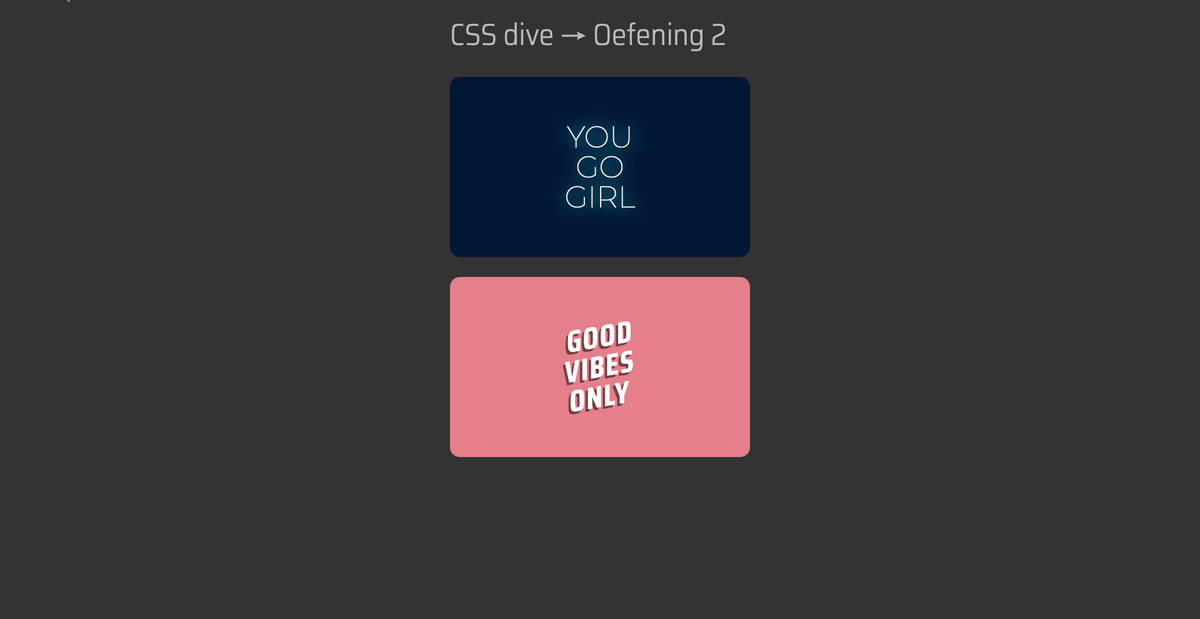 CSS dive → Oefening 2
YOU
GO
GIRL
GOOD
VIBES
ONLY